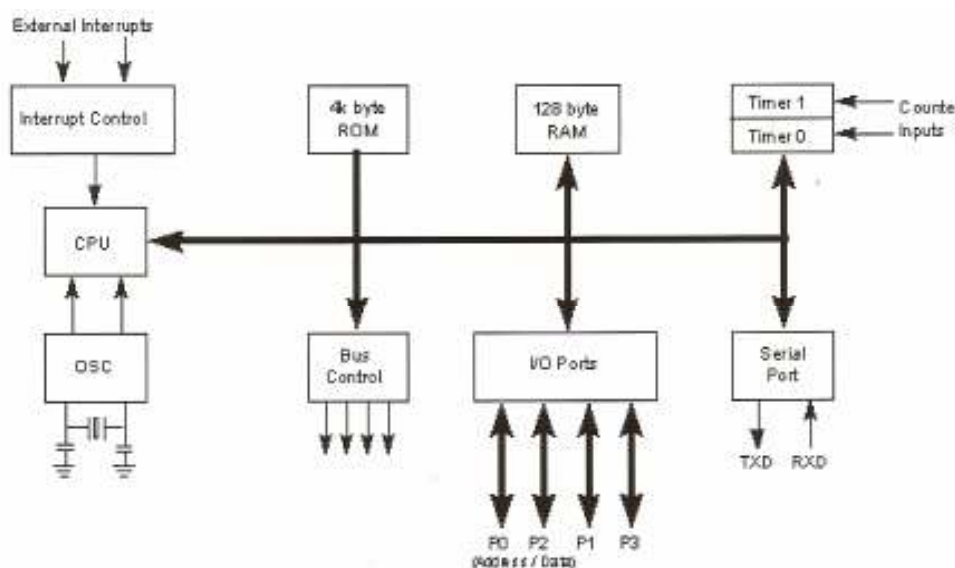 External Interrupts
Interrupt Control
4k byte
ROM
128 byte
RAM
Timer 1
Timer 0
Counte
Inputs
CPU
OSC
Bus
Control
I/O Ports
Serial
Port
TXD RXD
P0 P2 P1 P3
(Address / Data)